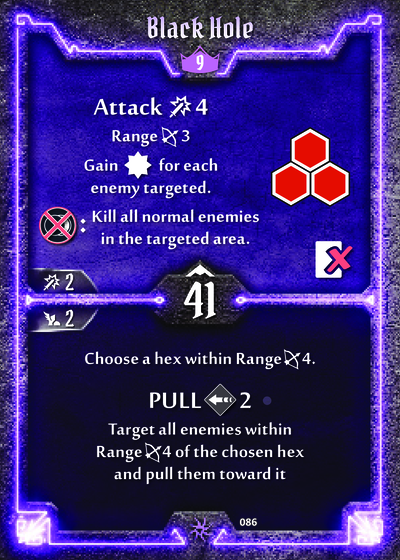 Black Hole
9
Attack 4
Range 3
Gain for each
enemy targeted.
: Kill all normal enemies
in the targeted area.
2
41
2
Choose a hex within Range 4.
PULL 2
Target all enemies within
Range 4 of the chosen hex
and pull them toward it
086